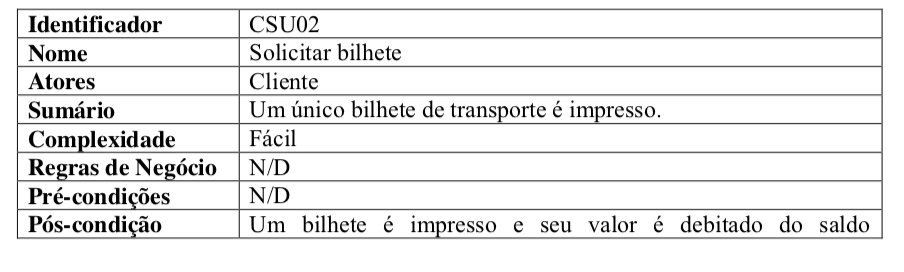 Identificador CSU02
Nome Solicitar bilhete
Atores Cliente
Sumário Um único bilhete de transporte é impresso.
Complexidade Fácil
Regras de Negócio N/D
Pré-condições N/D
Pós-condição Um bilhete é impresso e seu valor é debitado do saldo